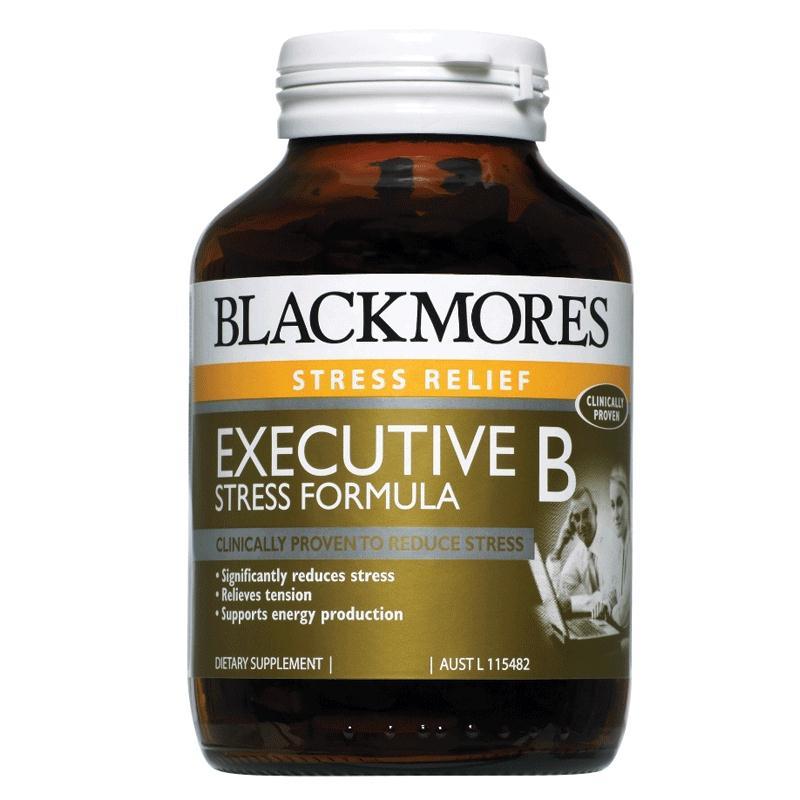 BLACKMORES
STRESS RELIEF
CLINICALLY
PROVEN
EXECUTIVE B
STRESS FORMULA
CLINICALLY PROVEN TO REDUCE STRESS
• Significantly reduces stress
• Relieves tension
• Supports energy production
DIETARY SUPPLEMENT | | AUST L 115482